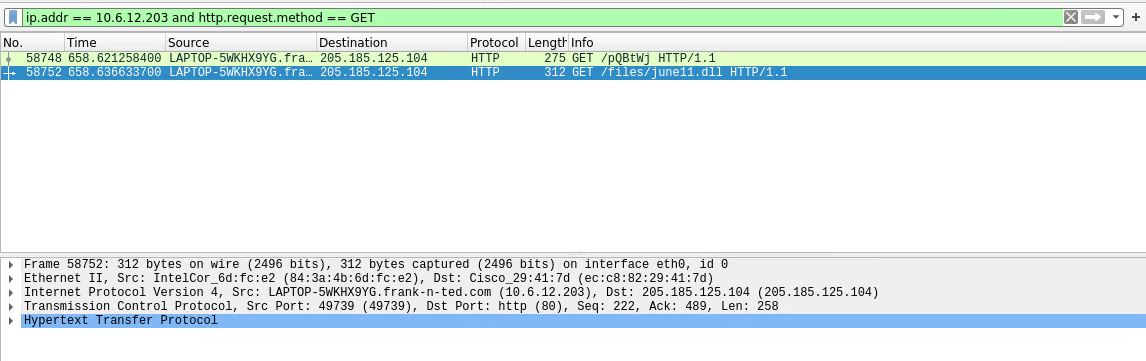 ip.addr == 10.6.12.203 and http.request.method == GET
No. Time Source Destination Protocol Length Info
58748 658.621258400 LAPTOP-5WKHX9YG.fra… 205.185.125.104 HTTP 275 GET /pQBtWj HTTP/1.1
58752 658.636633700 LAPTOP-5WKHX9YG.fra… 205.185.125.104 HTTP 312 GET /files/june11.dll HTTP/1.1
Frame 58752: 312 bytes on wire (2496 bits), 312 bytes captured (2496 bits) on interface eth0, id 0
Ethernet II, Src: IntelCor_6d:fc:e2 (84:3a:4b:6d:fc:e2), Dst: Cisco_29:41:7d (ec:c8:82:29:41:7d)
Internet Protocol Version 4, Src: LAPTOP-5WKHX9YG.frank-n-ted.com (10.6.12.203), Dst: 205.185.125.104 (205.185.125.104)
Transmission Control Protocol, Src Port: 49739 (49739), Dst Port: http (80), Seq: 222, Ack: 489, Len: 258
Hypertext Transfer Protocol